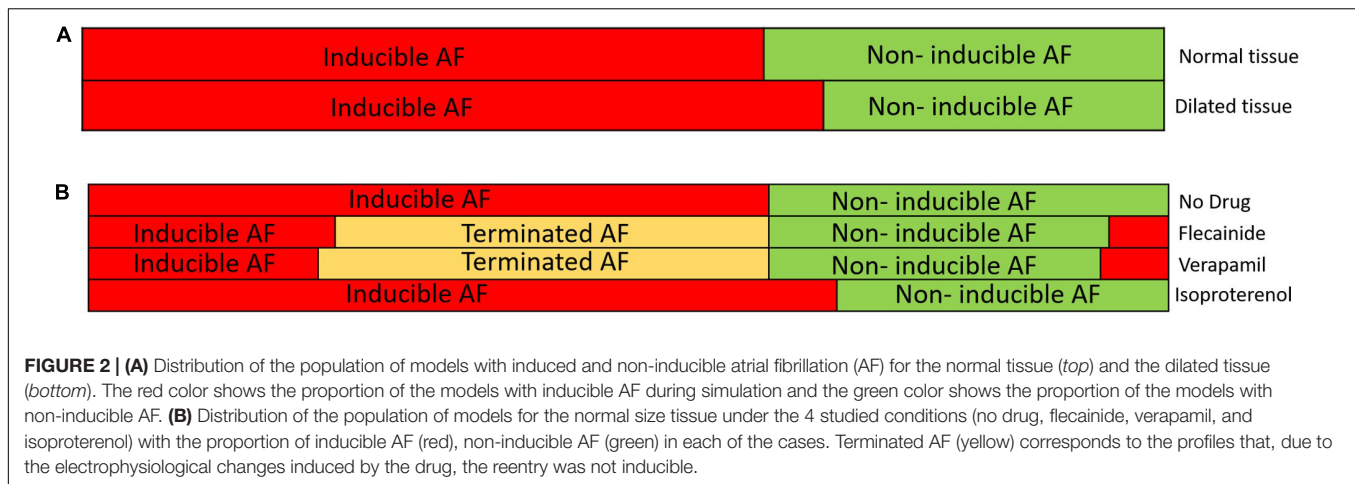 A
Inducible AF Non- inducible AF Normal tissue
Inducible AF Non- inducible AF Dilated tissue
B
Inducible AF Non- inducible AF No Drug
Inducible AF Terminated AF Non- inducible AF Flecainide
Inducible AF Terminated AF Non- inducible AF Verapamil
Inducible AF Non- inducible AF Isoproterenol
FIGURE 2 | (A) Distribution of the population of models with induced and non-inducible atrial fibrillation (AF) for the normal tissue (top) and the dilated tissue
(bottom). The red color shows the proportion of the models with inducible AF during simulation and the green color shows the proportion of the models with
non-inducible AF. (B) Distribution of the population of models for the normal size tissue under the 4 studied conditions (no drug, flecainide, verapamil, and
isoproterenol) with the proportion of inducible AF (red), non-inducible AF (green) in each of the cases. Terminated AF (yellow) corresponds to the profiles that, due to
the electrophysiological changes induced by the drug, the reentry was not inducible.